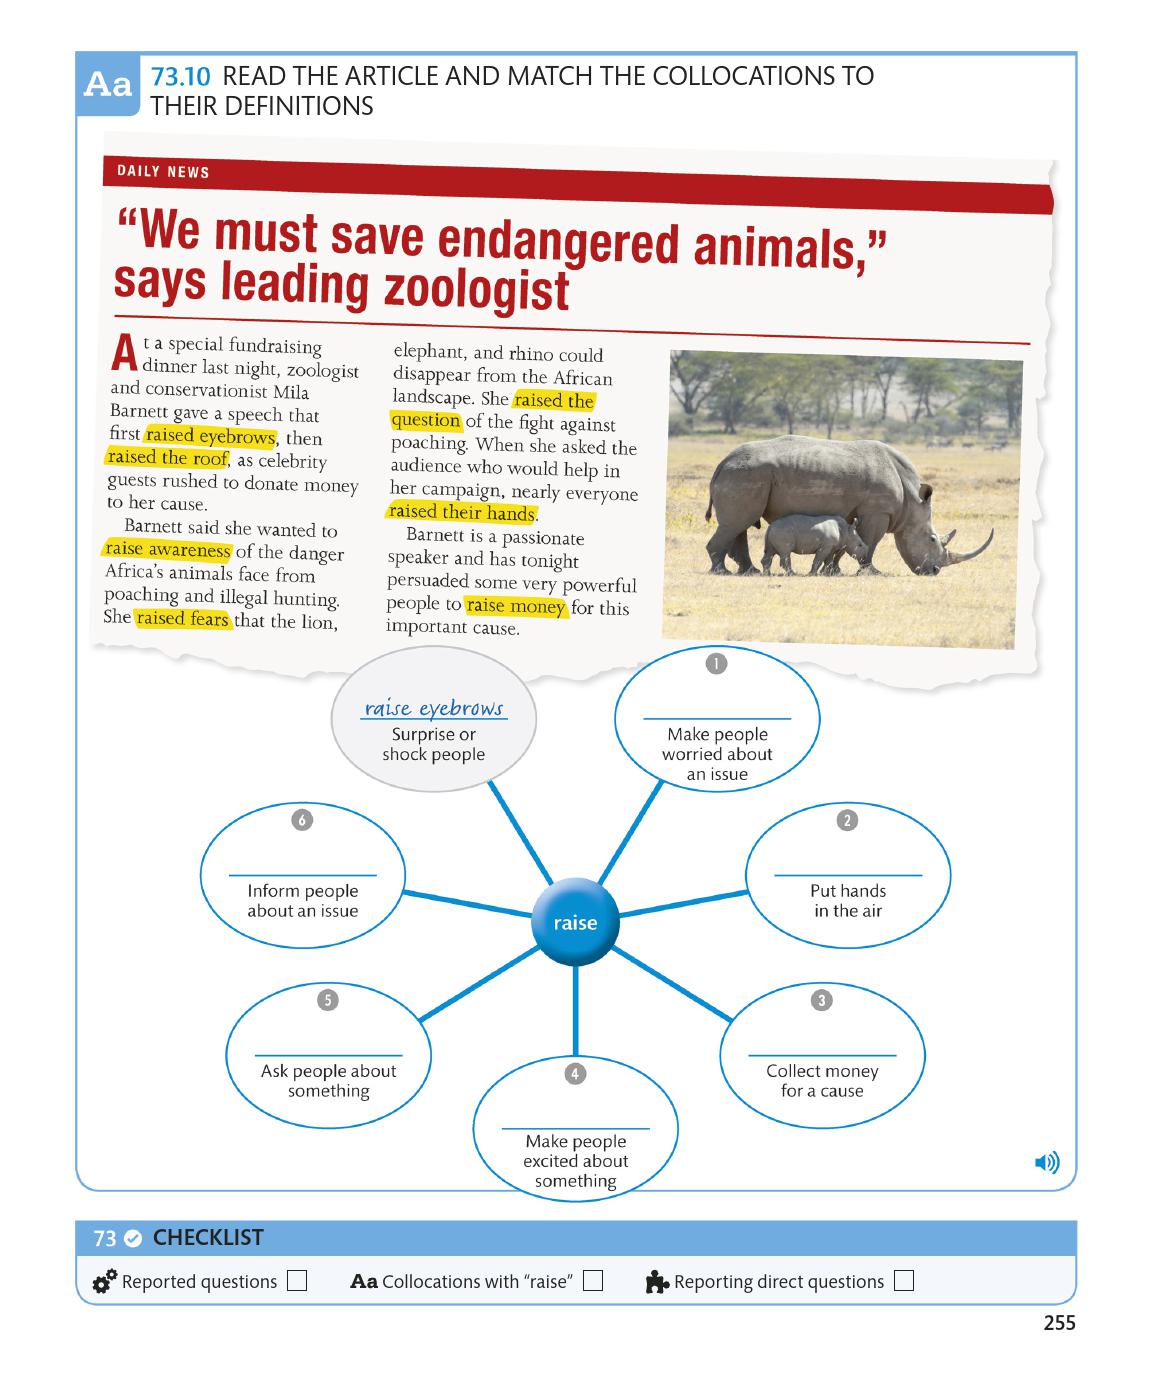 Aa
73.10 READ THE ARTICLE AND MATCH THE COLLOCATIONS TO
THEIR DEFINITIONS
DAILY NEWS
“We must save endangered animals,”
says leading zoologist
At a special fundraising
dinner last night, zoologist
and conservationist Mila
Barnett gave a speech that
first raised eyebrows, then
raised the roof, as celebrity
guests rushed to donate money
to her cause.
Barnett said she wanted to
raise awareness of the danger
Africa’s animals face from
poaching and illegal hunting.
She raised fears that the lion,
elephant, and rhino could
disappear from the African
landscape. She raised the
question of the fight against
poaching. When she asked the
audience who would help in
her campaign, nearly everyone
raised their hands.
Barnett is a passionate
speaker and has tonight
persuaded some very powerful
people to raise money for this
important cause.
raise eyebrows
Surprise or
shock people
1
Make people
worried about
an issue
2
Put hands
in the air
3
Collect money
for a cause
4
Make people
excited about
something
5
Ask people about
something
6
Inform people
about an issue
raise
73 CHECKLIST
Reported questions
Aa Collocations with “raise”
Reporting direct questions
255